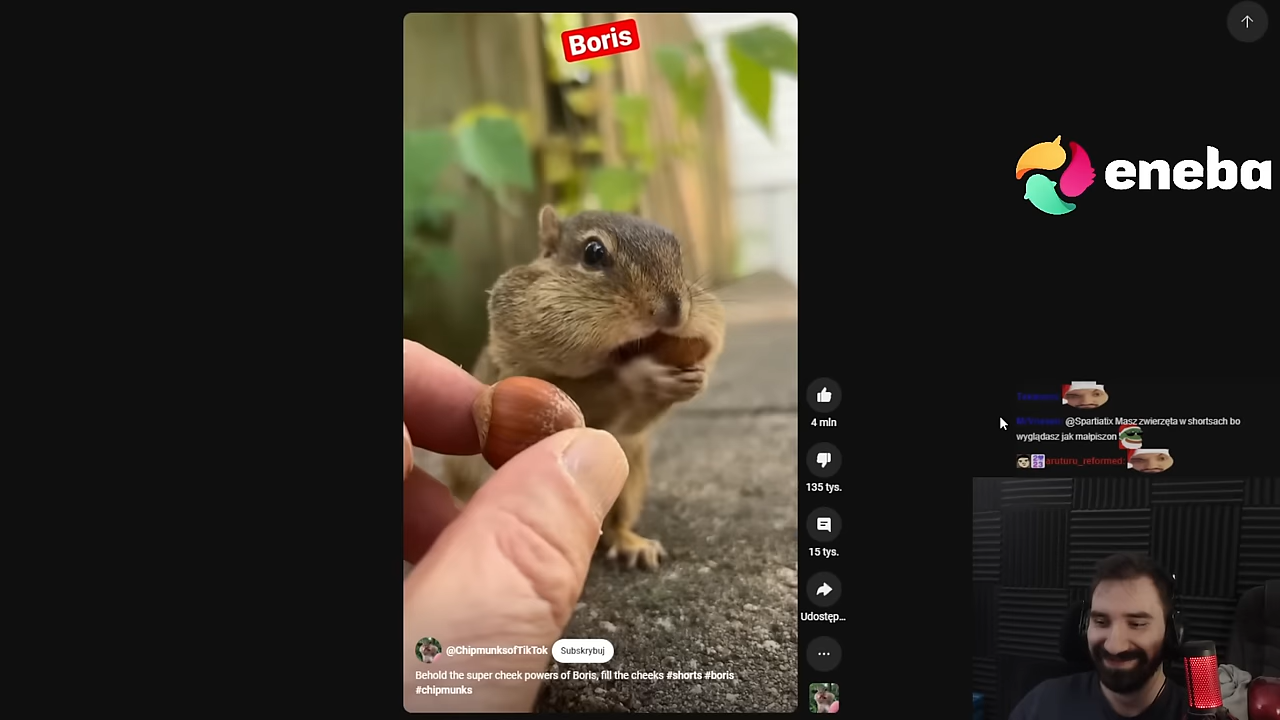 Boris
eneba
4 mln
@Spartiatix Masz zwierzęta w shortsach bo
wyglądasz jak małpiszon
aruturu_reformed:
135 tys.
15 tys.
Udostęp...
@ChipmunksofTikTok Subskrybuj
Behold the super cheek powers of Boris, fill the cheeks #shorts #boris
#chipmunks